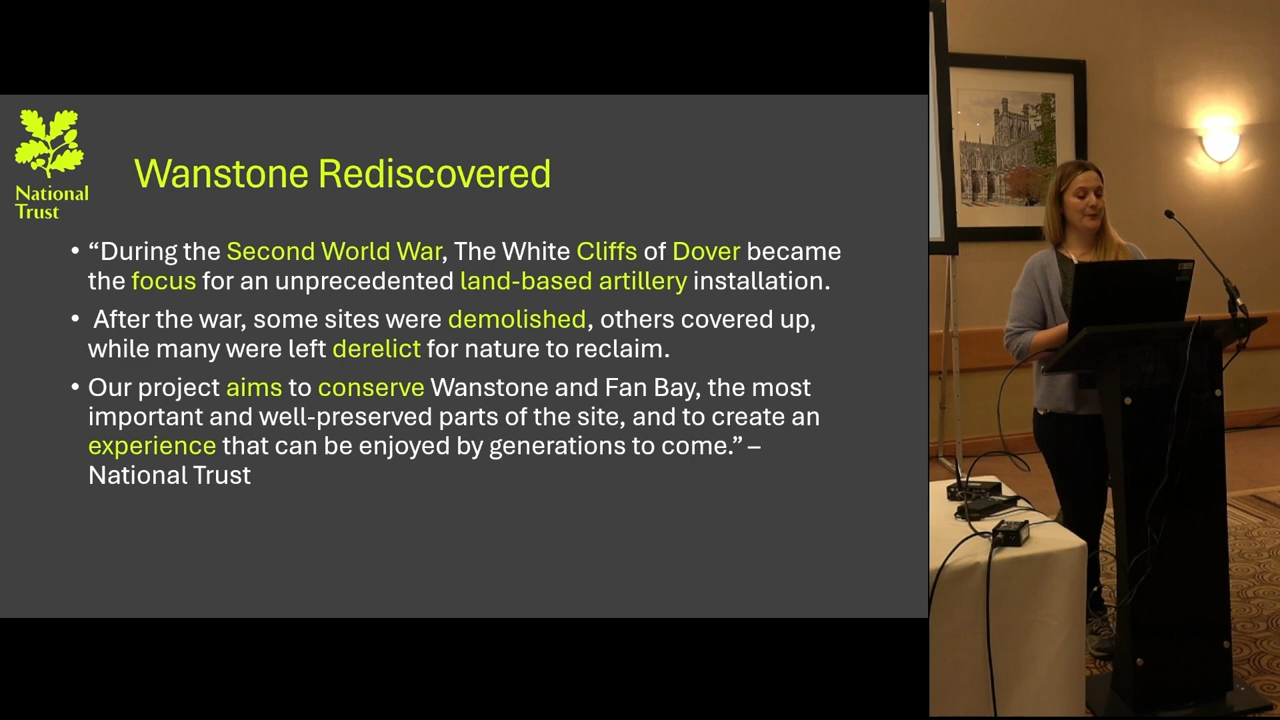 National
Trust
Wanstone Rediscovered
• “During the Second World War, The White Cliffs of Dover became
the focus for an unprecedented land-based artillery installation.
• After the war, some sites were demolished, others covered up,
while many were left derelict for nature to reclaim.
• Our project aims to conserve Wanstone and Fan Bay, the most
important and well-preserved parts of the site, and to create an
experience that can be enjoyed by generations to come.” –
National Trust